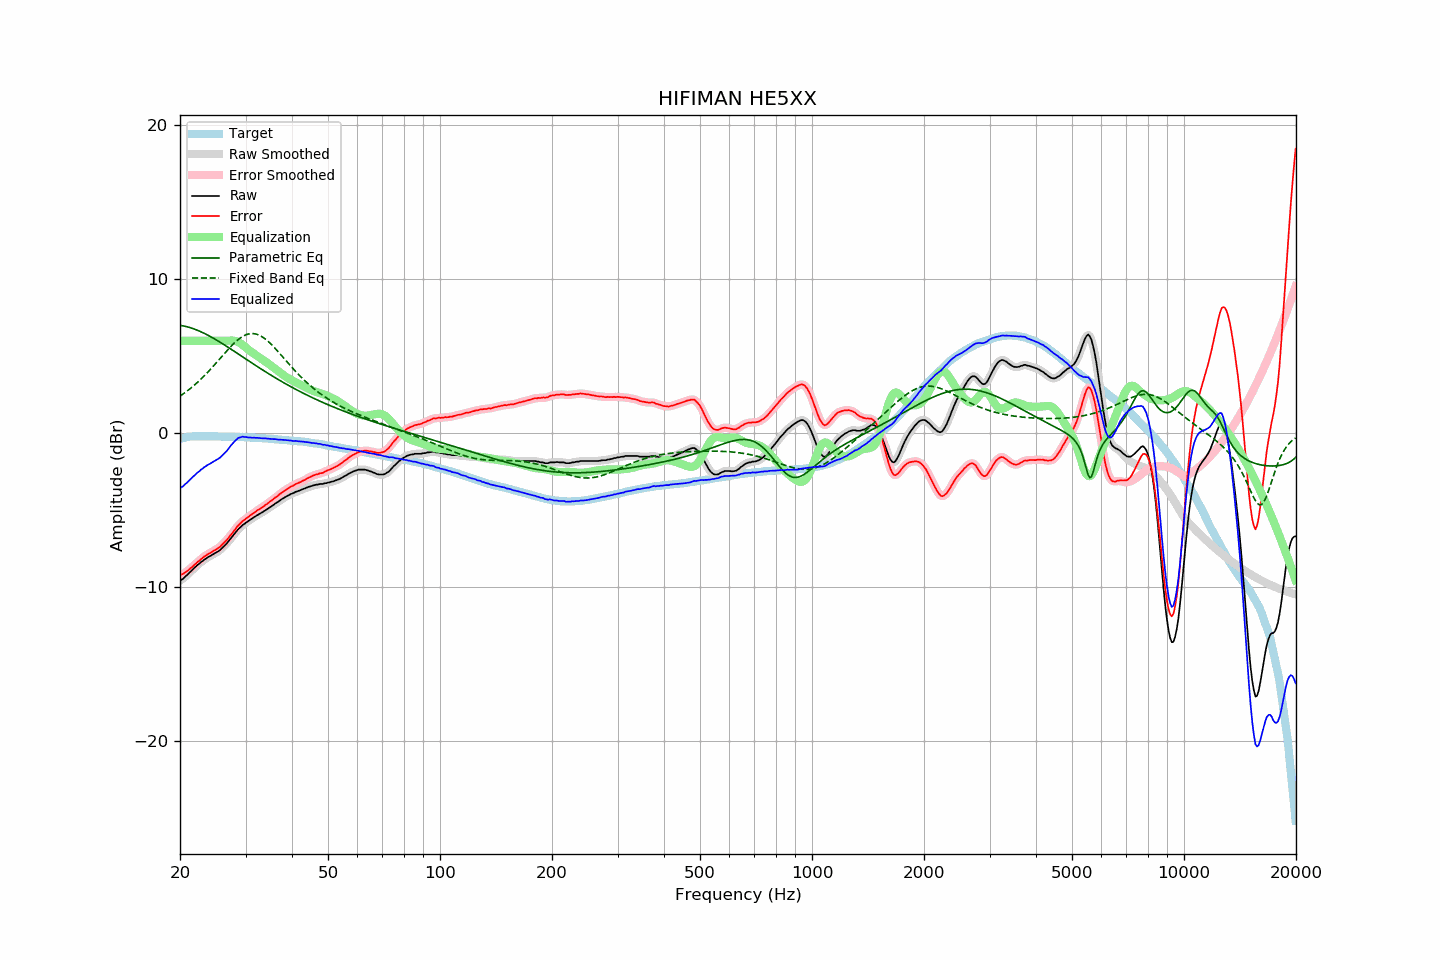 HIFIMAN HE5XX
Target
Raw Smoothed
Error Smoothed
Raw
Error
Equalization
Parametric Eq
Fixed Band Eq
Equalized
20
10
0
−10
−20
Amplitude (dBr)
20
50
100
200
500
1000
2000
5000
10000
20000
Frequency (Hz)